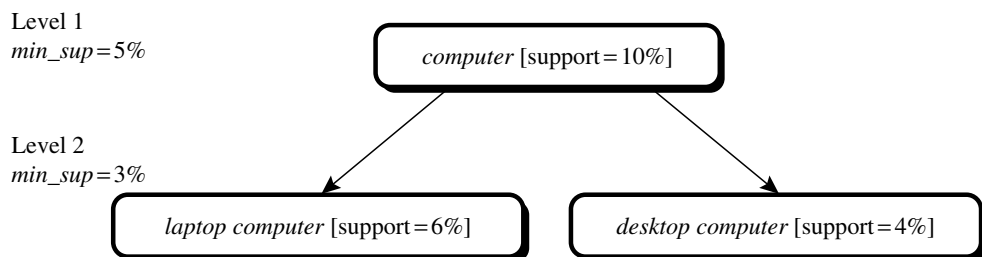 Level 1
min_sup=5%
computer [support=10%]
Level 2
min_sup=3%
laptop computer [support=6%]
desktop computer [support=4%]